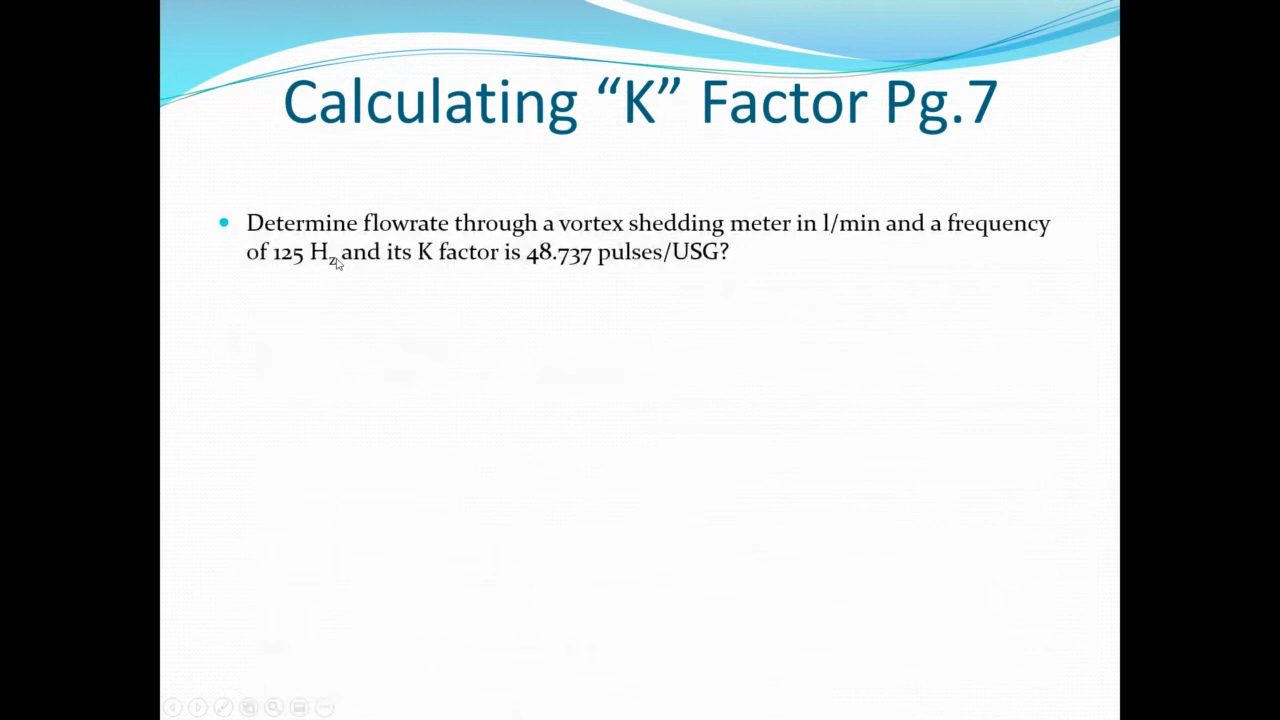 Calculating “K” Factor Pg.7
Determine flowrate through a vortex shedding meter in l/min and a frequency
of 125 Hz and its K factor is 48.737 pulses/USG?